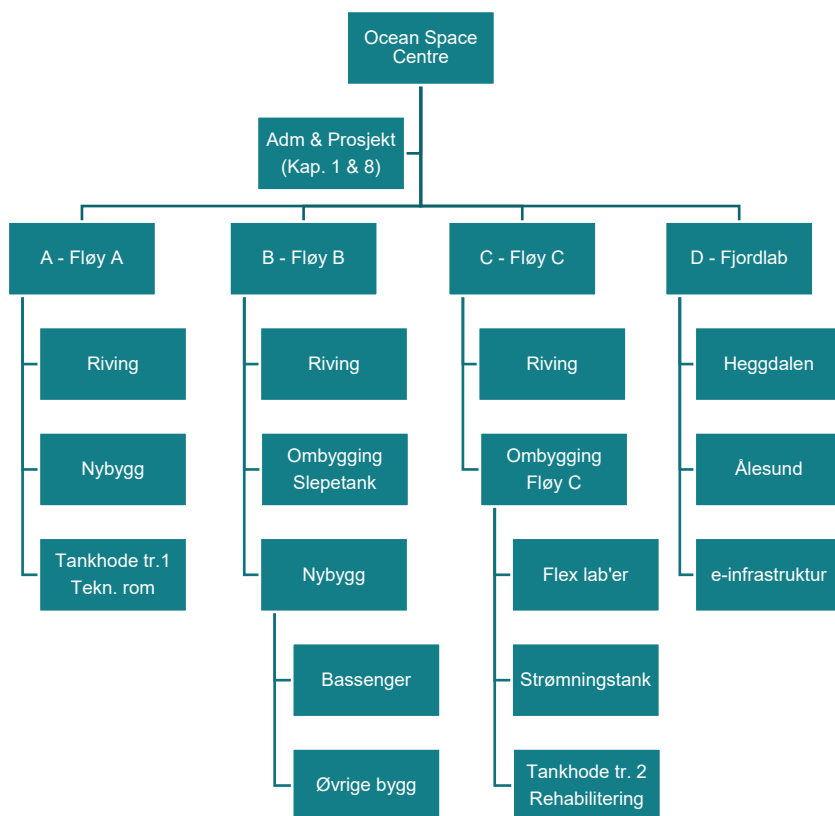 Ocean Space
Centre
Adm & Prosjekt
(Kap. 1 & 8)
A - Fløy A
B - Fløy B
C - Fløy C
D - Fjordlab
Riving
Riving
Riving
Heggdalen
Nybygg
Ombygging
Slepetank
Ombygging
Fløy C
Ålesund
Tankhode tr.1
Tekn. rom
Nybygg
Flex lab'er
e-infrastruktur
Bassenger
Strømningstank
Øvrige bygg
Tankhode tr. 2
Rehabilitering